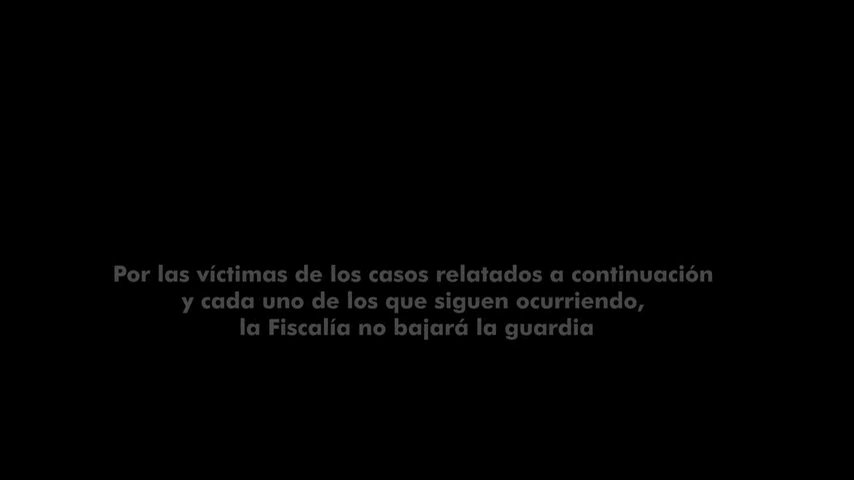 Por las víctimas de los casos relatados a continuación
y cada uno de los que siguen ocurriendo,
la Fiscalía no bajará la guardia